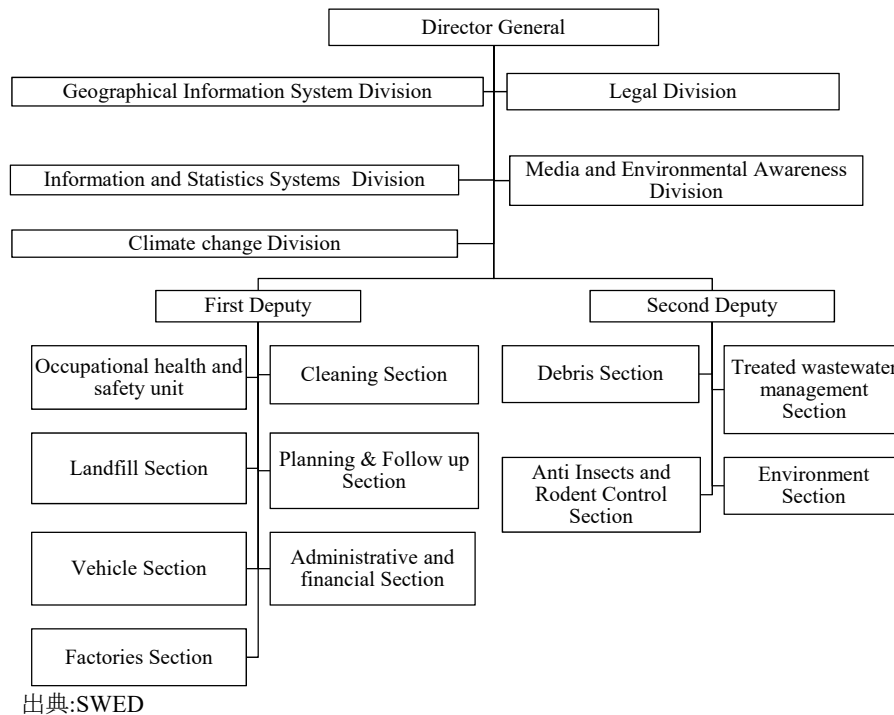 Director General
Geographical Information System Division
Legal Division
Information and Statistics Systems Division
Media and Environmental Awareness
Division
Climate change Division
First Deputy
Second Deputy
Occupational health and
safety unit
Cleaning Section
Debris Section
Treated wastewater
management
Section
Landfill Section
Planning & Follow up
Section
Anti Insects and
Rodent Control
Section
Environment
Section
Vehicle Section
Administrative and
financial Section
Factories Section
出典:SWED